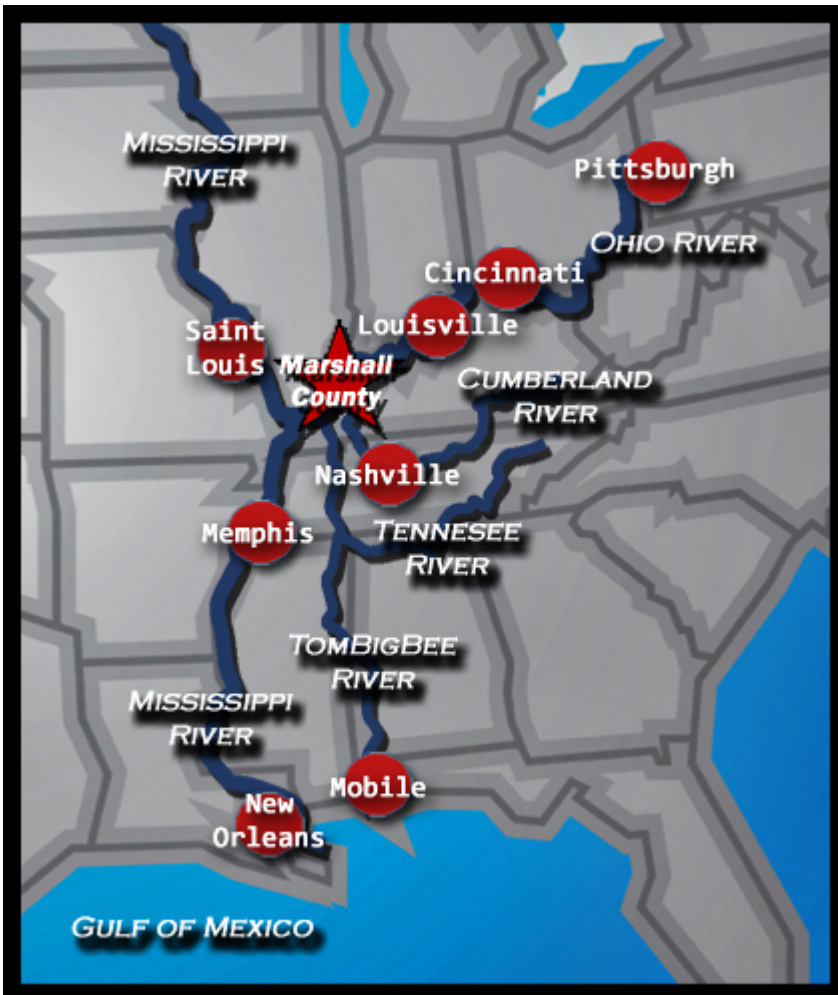 Mississippi
River
Pittsburgh
Ohio River
Cincinnati
Louisville
Saint
Louis
Marshall
County
Cumberland
River
Nashville
Memphis
Tennesee
River
TomBigBee
River
Mississippi
River
Mobile
New
Orleans
Gulf of Mexico